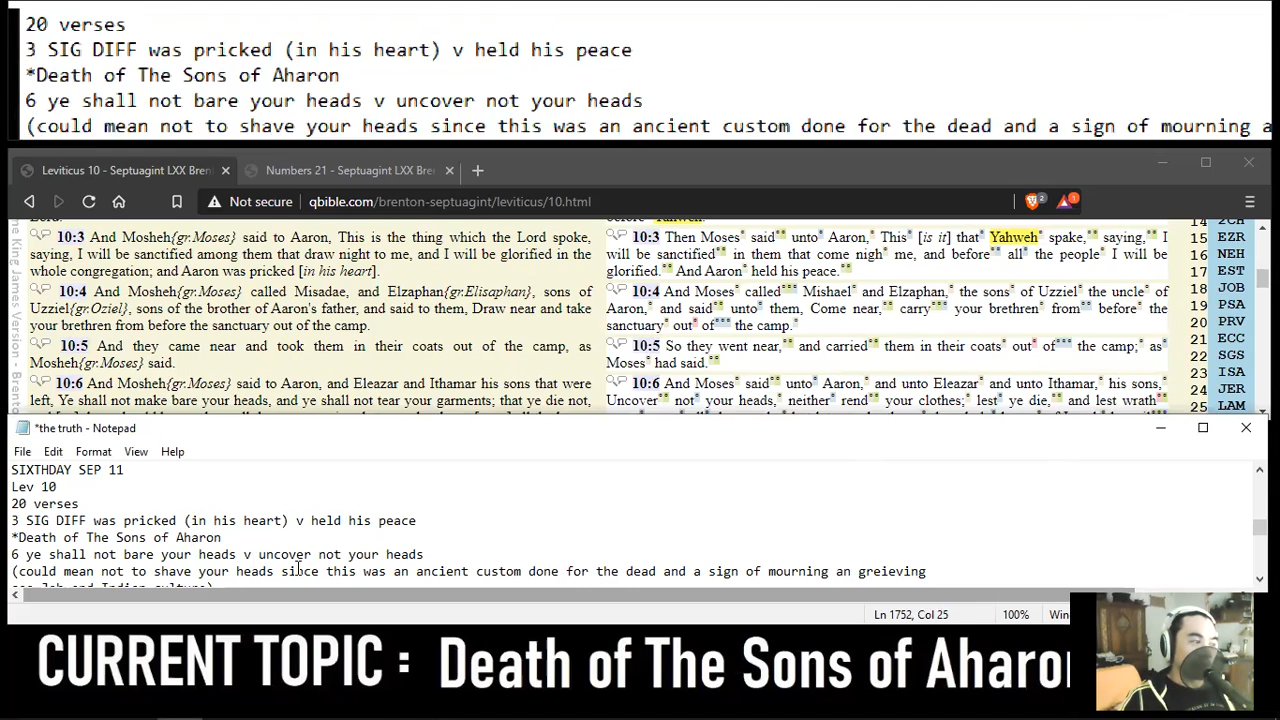 20 verses
3 SIG DIFF was pricked (in his heart) v held his peace
*Death of The Sons of Aharon
6 ye shall not bare your heads v uncover not your heads
(could mean not to shave your heads since this was an ancient custom done for the dead and a sign of mourning a
Leviticus 10 - Septuagint LXX Bren
Numbers 21 - Septuagint LXX Bren
Not secure
qbible.com/brenton-septuagint/leviticus/10.html
2
1
10:3 And Mosheh{gr.Moses} said to Aaron, This is the thing which the Lord spoke,
saying, I will be sanctified among them that draw night to me, and I will be glorified in the
whole congregation; and Aaron was pricked [in his heart].
10:4 And Mosheh{gr.Moses} called Misadae, and Elzaphan{gr.Elisaphan}, sons of
Uzziel{gr.Oziel}, sons of the brother of Aaron's father, and said to them, Draw near and take
your brethren from before the sanctuary out of the camp.
10:5 And they came near and took them in their coats out of the camp, as
Mosheh{gr.Moses} said.
10:6 And Mosheh{gr.Moses} said to Aaron, and Eleazar and Ithamar his sons that were
left, Ye shall not make bare your heads, and ye shall not tear your garments; that ye die not,
10:3 Then Moses said unto Aaron, This [is it] that Yahweh spake, saying, I
will be sanctified in them that come nigh me, and before all the people I will be
glorified. And Aaron held his peace.
10:4 And Moses called Mishael and Elzaphan, the sons of Uzziel the uncle of
Aaron, and said unto them, Come near, carry your brethren from before the
sanctuary out of the camp.
10:5 So they went near, and carried them in their coats out of the camp; as
Moses had said.
10:6 And Moses said unto Aaron, and unto Eleazar and unto Ithamar, his sons,
Uncover not your heads, neither rend your clothes; lest ye die, and lest wrath
14 2CH
15 EZR
16 NEH
17 EST
18 JOB
19 PSA
20 PRV
21 ECC
22 SGS
23 ISA
24 JER
25 LAM
me King James Version - Brento
*the truth - Notepad
File Edit Format View Help
SIXTHDAY SEP 11
Lev 10
20 verses
3 SIG DIFF was pricked (in his heart) v held his peace
*Death of The Sons of Aharon
6 ye shall not bare your heads v uncover not your heads
(could mean not to shave your heads since this was an ancient custom done for the dead and a sign of mourning an greieving
Ln 1752, Col 25
100%
Win
CURRENT TOPIC : Death of The Sons of Aharon